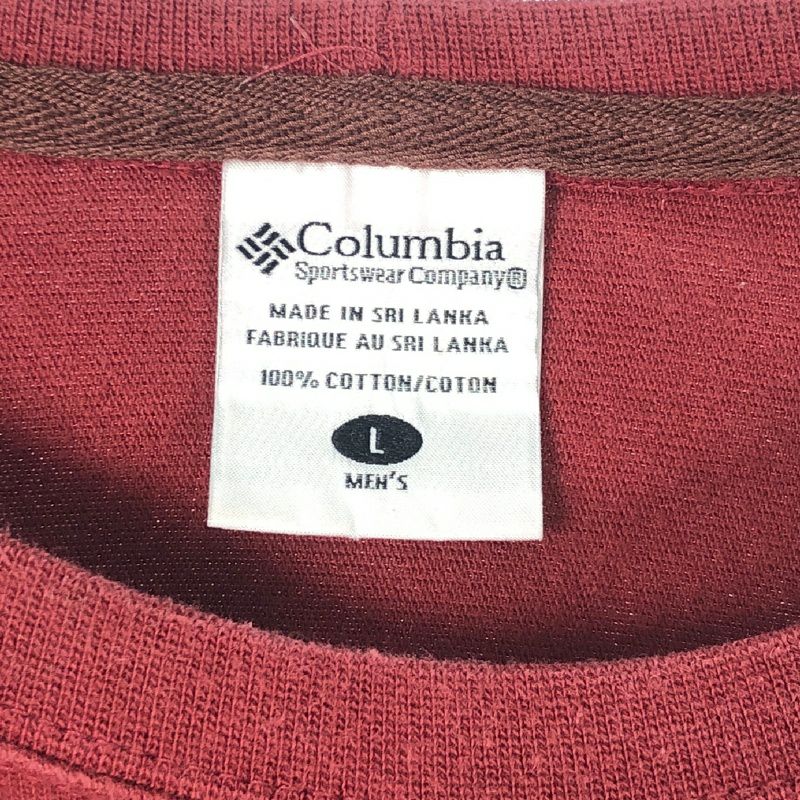 Columbia
Sportswear Company®
MADE IN SRI LANKA
FABRIQUE AU SRI LANKA
100% COTTON/COTON
L
MEN'S